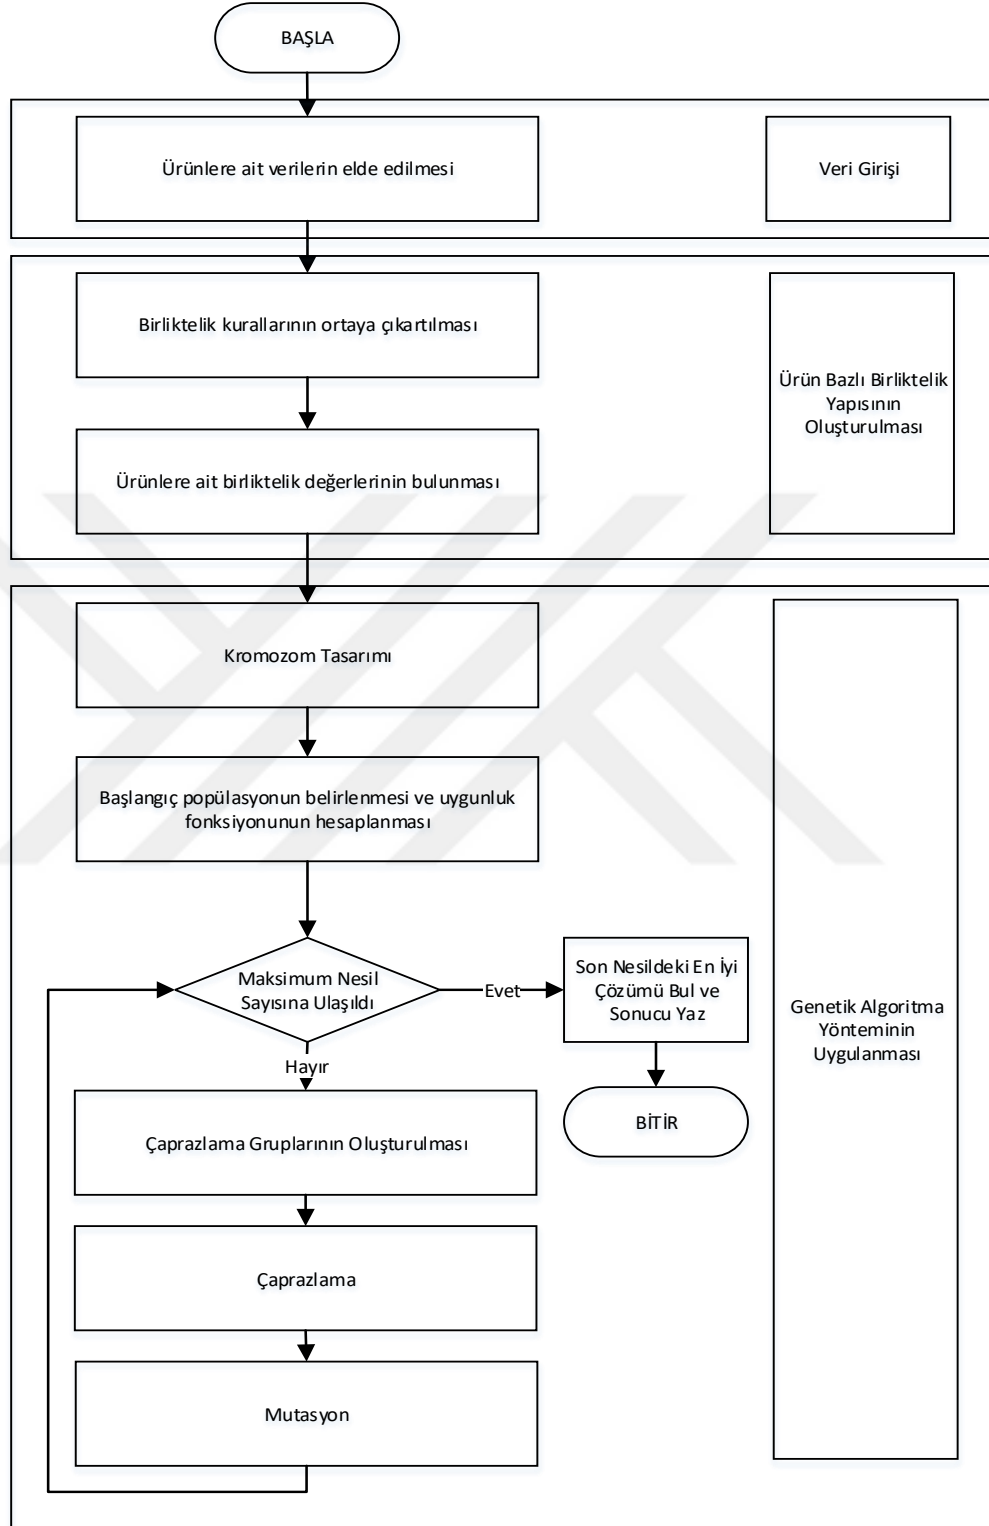 BAŞLA
Ürünlere ait verilerin elde edilmesi
Veri Girişi
Birliktelik kurallarının ortaya çıkartılması
Ürün Bazlı Birliktelik
Yapısının
Oluşturulması
Ürünlere ait birliktelik değerlerinin bulunması
Kromozom Tasarımı
Başlangıç popülasyonun belirlenmesi ve uygunluk
fonksiyonunun hesaplanması
Maksimum Nesil
Sayısına Ulaşıldı
Evet
Son Nesildeki En İyi
Çözümü Bul ve
Sonucu Yaz
Genetik Algoritma
Yönteminin
Uygulanması
Hayır
BİTİR
Çaprazlama Gruplarının Oluşturulması
Çaprazlama
Mutasyon